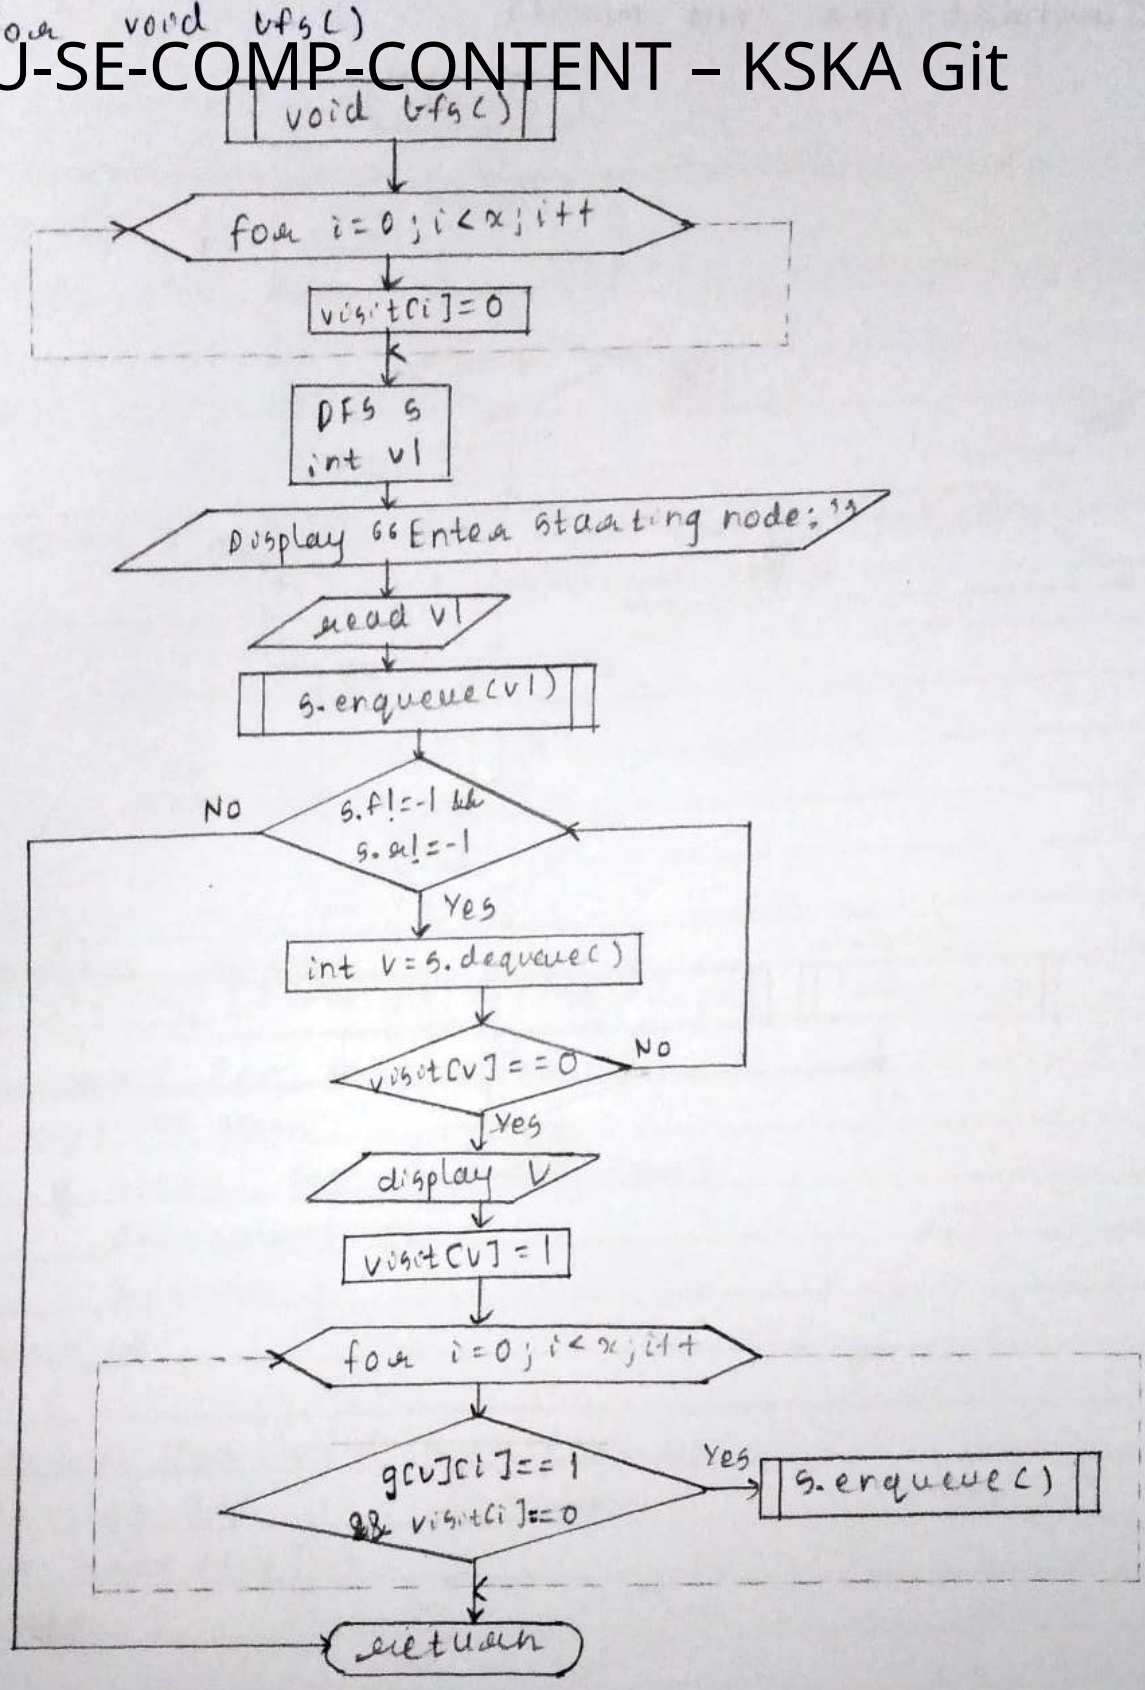 for void bfs()
U-SE-COMP-CONTENT – KSKA Git
void bfs()
for i=0; i<x; i++
visit[i]=0
DFS s
int v1
Display "Enter starting node:"
read v1
s.enqueue(v1)
No
s.f!=-1 &&
s.r!=-1
Yes
int v=s.dequeue()
visit[v]==0
No
Yes
display v
visit[v]=1
for i=0; i<x; i++
g[v][i]==1
&& visit[i]==0
Yes
s.enqueue()
return